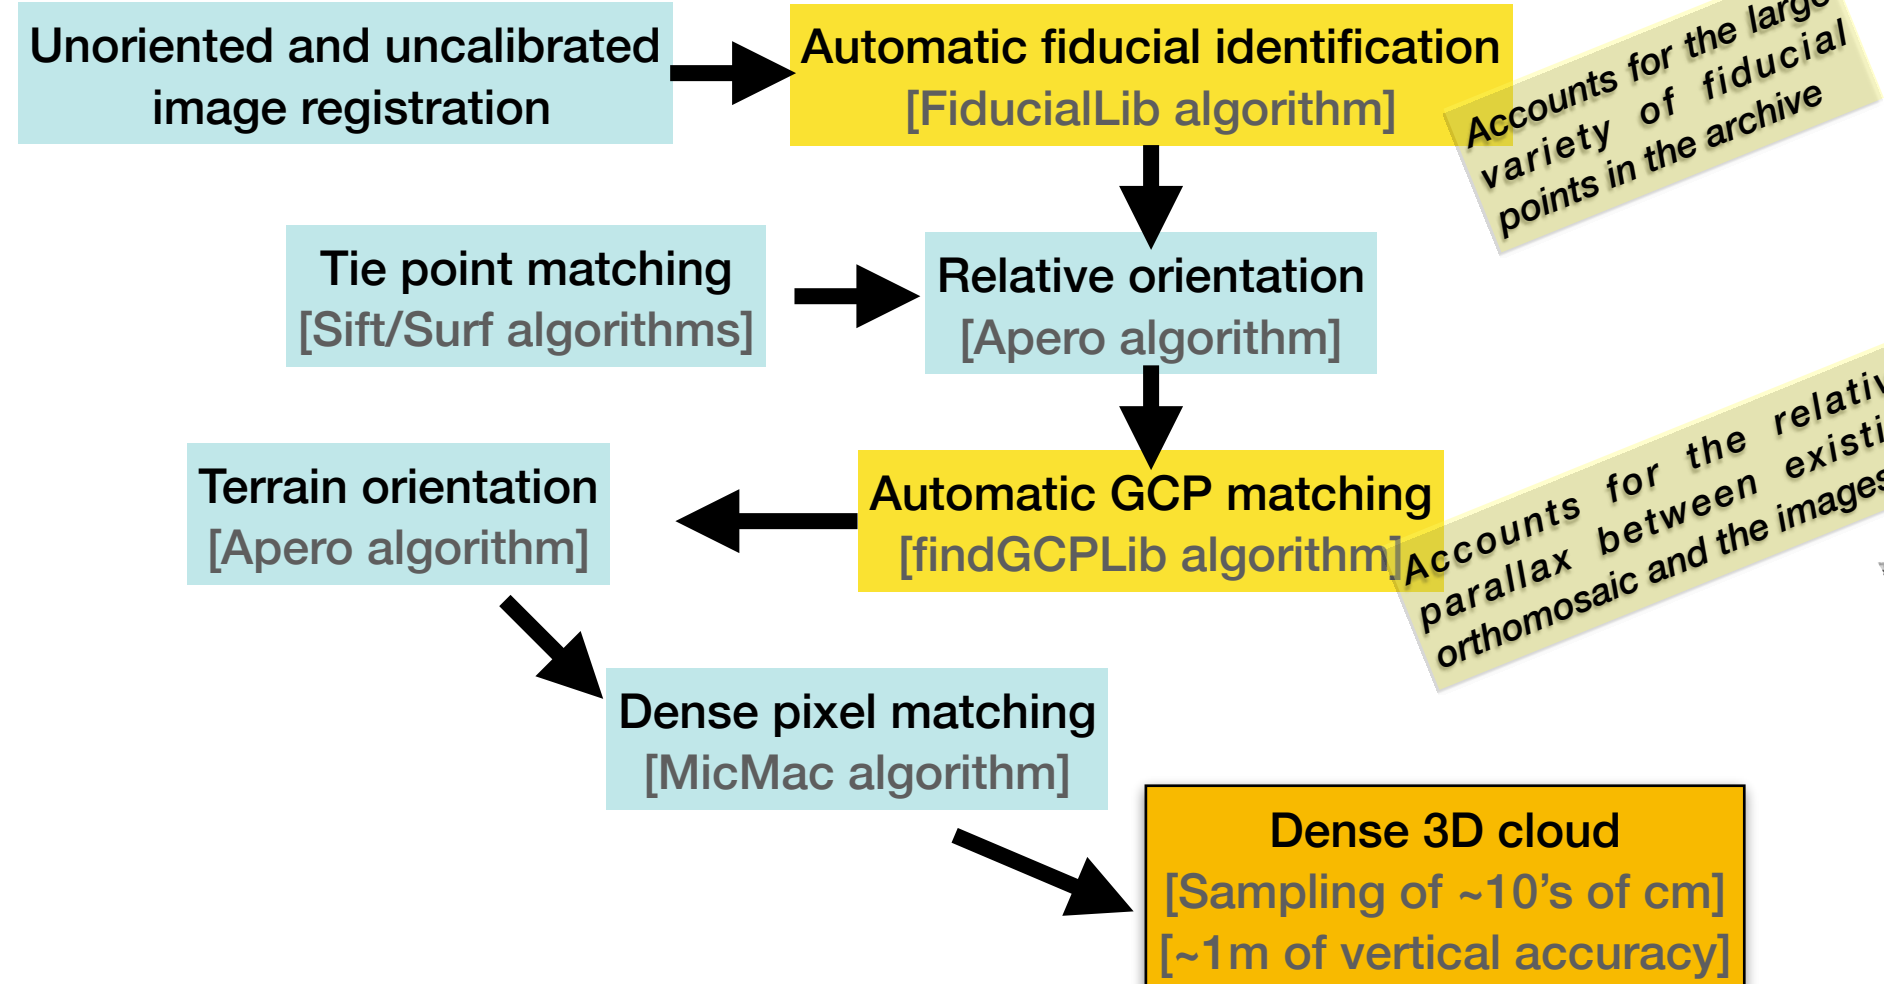 Unoriented and uncalibrated
image registration
Automatic fiducial identification
[FiducialLib algorithm]
Accounts for the large
variety of fiducial
points in the archive
Tie point matching
[Sift/Surf algorithms]
Relative orientation
[Apero algorithm]
Terrain orientation
[Apero algorithm]
Automatic GCP matching
[findGCPLib algorithm]
Accounts for the
parallax between
orthomosaic and the images
Dense pixel matching
[MicMac algorithm]
Dense 3D cloud
[Sampling of ~10’s of cm]
[~1m of vertical accuracy]